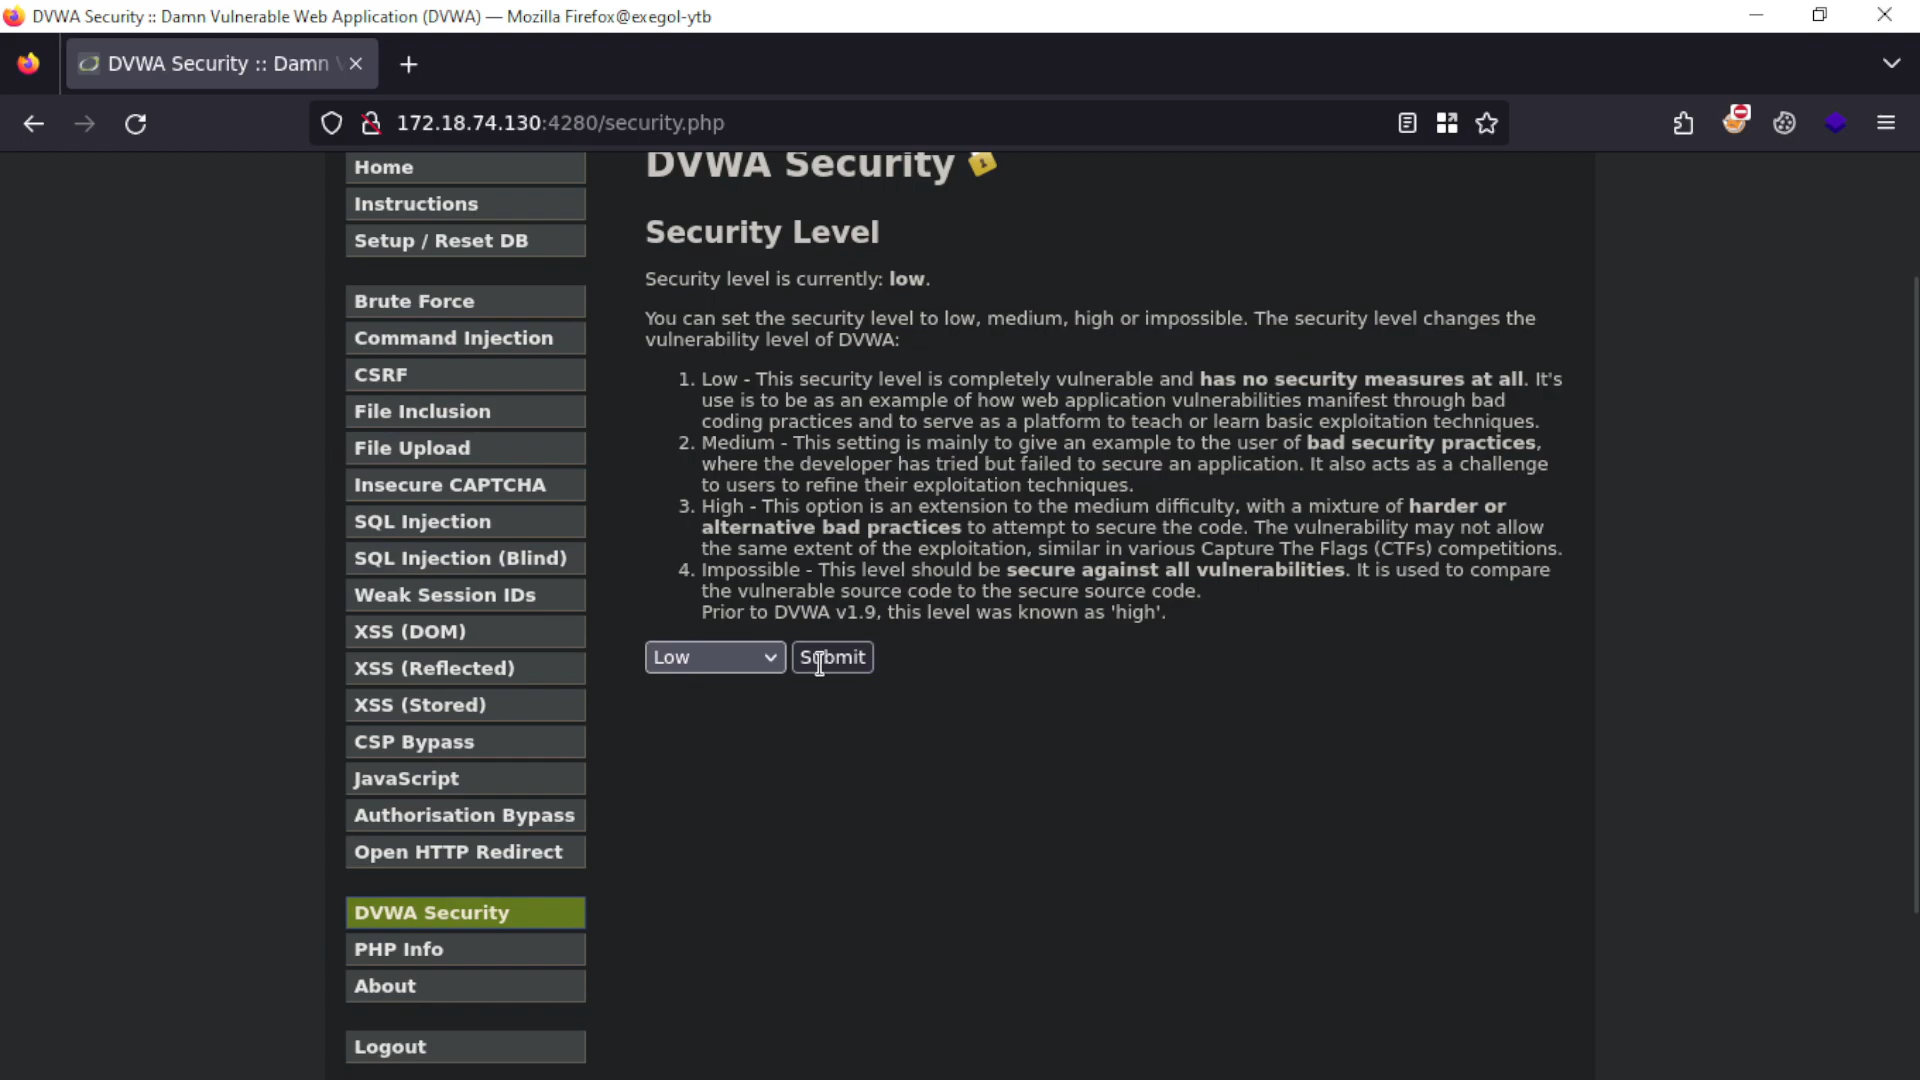 DVWA Security :: Damn Vulnerable Web Application (DVWA) — Mozilla Firefox@exegol-ytb
DVWA Security :: Damn
172.18.74.130:4280/security.php
Home
Instructions
Setup / Reset DB
Brute Force
Command Injection
CSRF
File Inclusion
File Upload
Insecure CAPTCHA
SQL Injection
SQL Injection (Blind)
Weak Session IDs
XSS (DOM)
XSS (Reflected)
XSS (Stored)
CSP Bypass
JavaScript
Authorisation Bypass
Open HTTP Redirect
DVWA Security
PHP Info
About
Logout
DVWA Security
Security Level
Security level is currently: low.
You can set the security level to low, medium, high or impossible. The security level changes the
vulnerability level of DVWA:
1. Low - This security level is completely vulnerable and has no security measures at all. It's
use is to be as an example of how web application vulnerabilities manifest through bad
coding practices and to serve as a platform to teach or learn basic exploitation techniques.
2. Medium - This setting is mainly to give an example to the user of bad security practices,
where the developer has tried but failed to secure an application. It also acts as a challenge
to users to refine their exploitation techniques.
3. High - This option is an extension to the medium difficulty, with a mixture of harder or
alternative bad practices to attempt to secure the code. The vulnerability may not allow
the same extent of the exploitation, similar in various Capture The Flags (CTFs) competitions.
4. Impossible - This level should be secure against all vulnerabilities. It is used to compare
the vulnerable source code to the secure source code.
Prior to DVWA v1.9, this level was known as 'high'.
Low Submit